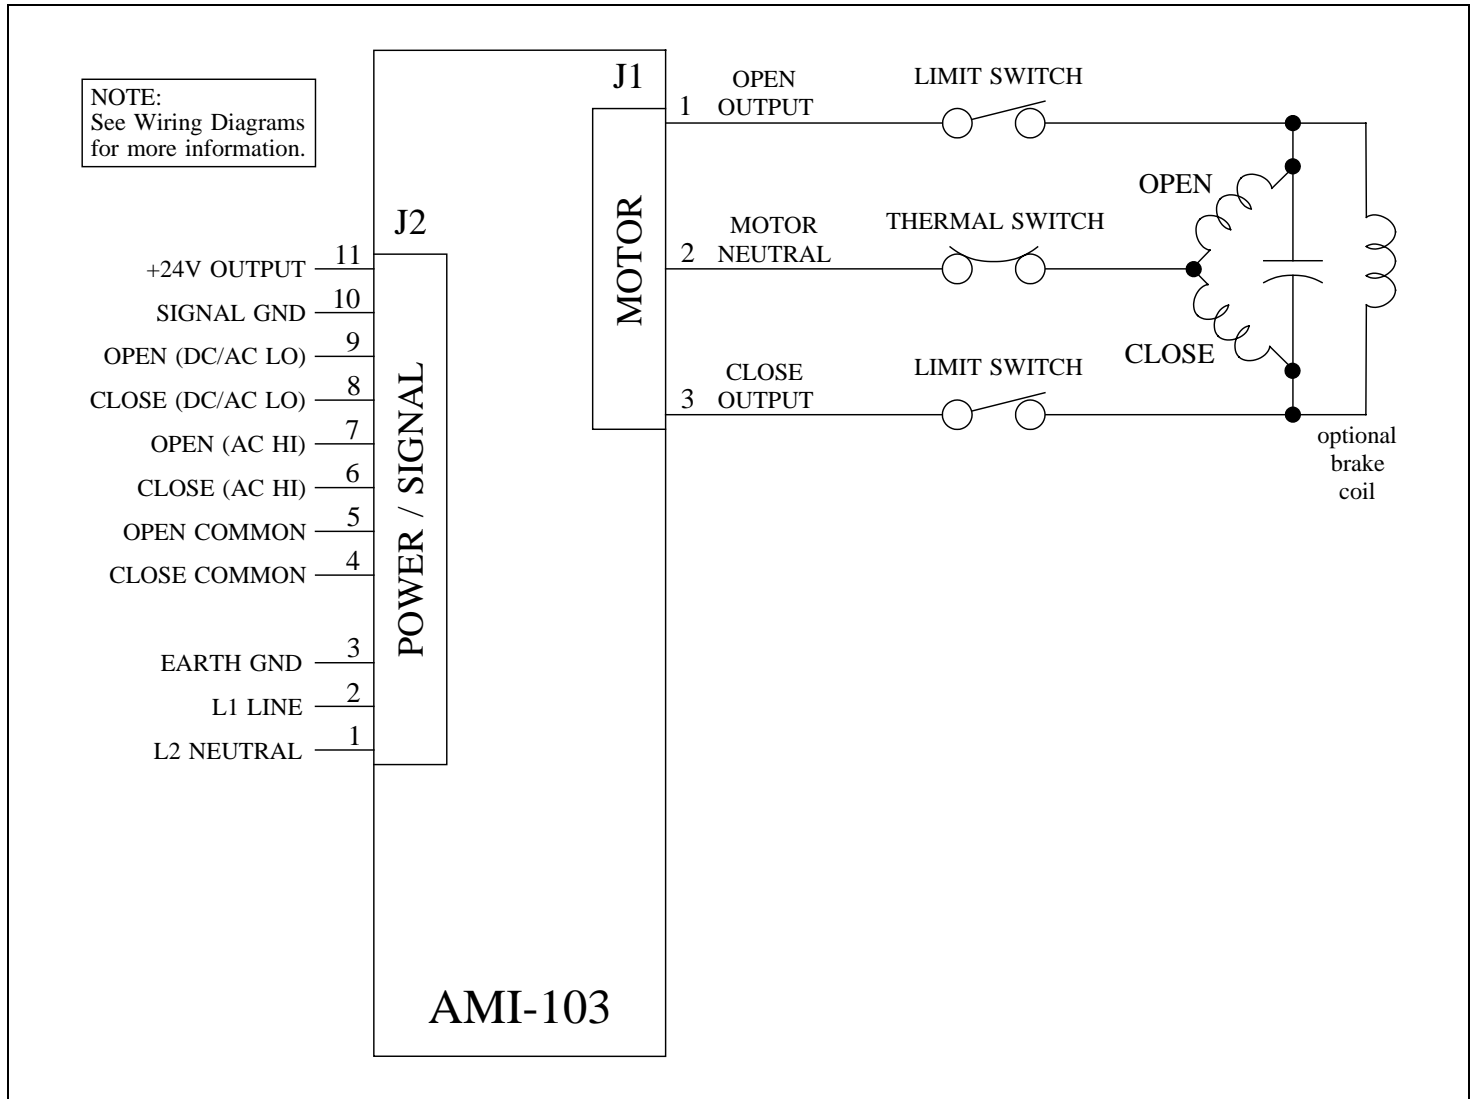 NOTE:
See Wiring Diagrams
for more information.
J1
J2
MOTOR
POWER / SIGNAL
11
+24V OUTPUT
10
SIGNAL GND
9
OPEN (DC/AC LO)
8
CLOSE (DC/AC LO)
7
OPEN (AC HI)
6
CLOSE (AC HI)
5
OPEN COMMON
4
CLOSE COMMON
3
EARTH GND
2
L1 LINE
1
L2 NEUTRAL
1
OPEN
OUTPUT
LIMIT SWITCH
2
MOTOR
NEUTRAL
THERMAL SWITCH
3
CLOSE
OUTPUT
LIMIT SWITCH
OPEN
CLOSE
optional
brake
coil
AMI-103